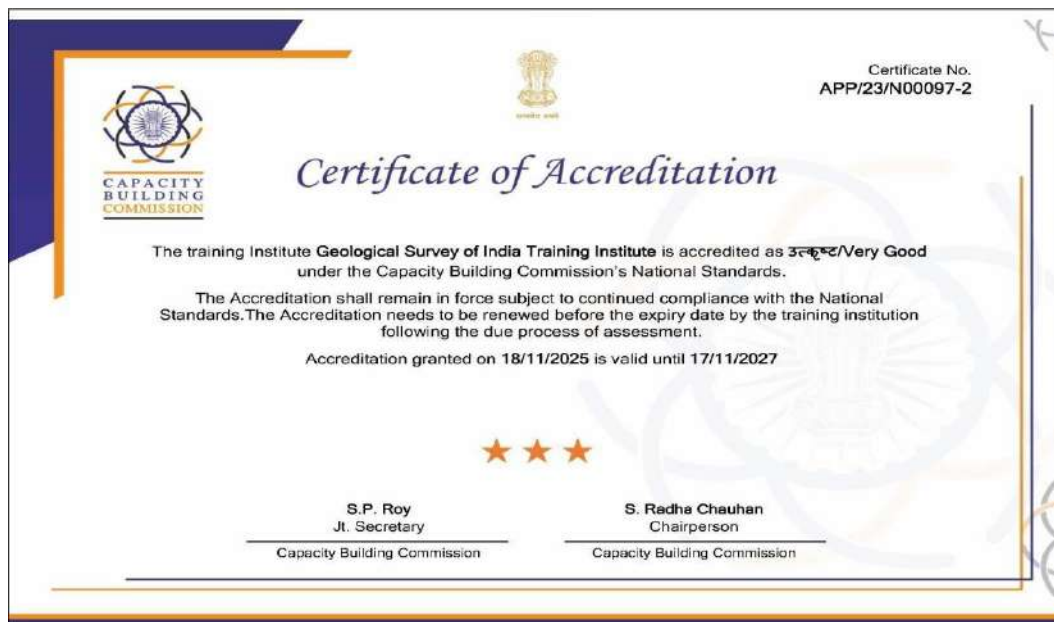 Certificate No.
APP/23/N00097-2
CAPACITY
BUILDING
COMMISSION
Certificate of Accreditation
The training Institute Geological Survey of India Training Institute is accredited as उत्कृष्ट/Very Good
under the Capacity Building Commission's National Standards.
The Accreditation shall remain in force subject to continued compliance with the National
Standards.The Accreditation needs to be renewed before the expiry date by the training institution
following the due process of assessment.
Accreditation granted on 18/11/2025 is valid until 17/11/2027
S.P. Roy
Jt. Secretary
Capacity Building Commission
S. Radha Chauhan
Chairperson
Capacity Building Commission